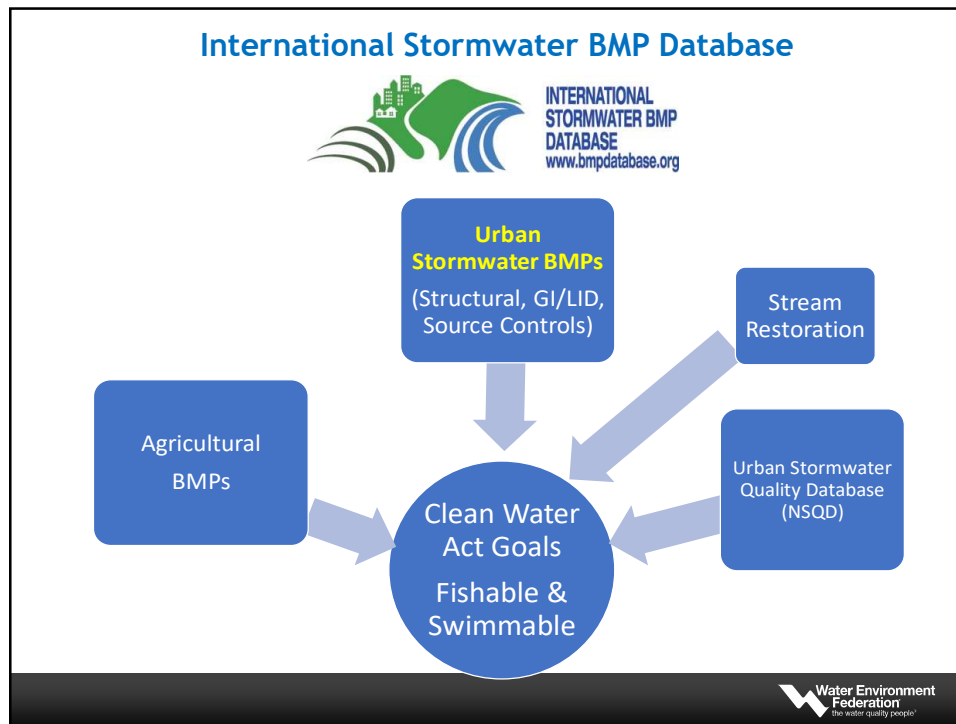 International Stormwater BMP Database
INTERNATIONAL
STORMWATER BMP
DATABASE
www.bmpdatabase.org
Urban
Stormwater BMPs
(Structural, GI/LID,
Source Controls)
Stream
Restoration
Agricultural
BMPs
Urban Stormwater
Quality Database
(NSQD)
Clean Water
Act Goals
Fishable &
Swimmable
Water Environment
Federation
the water quality people®